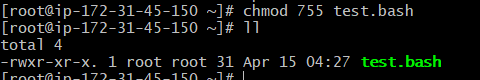 [root@ip-172-31-45-150 ~]# chmod 755 test.bash
[root@ip-172-31-45-150 ~]# ll
total 4
-rwxr-xr-x. 1 root root 31 Apr 15 04:27 test.bash
[root@ip-172-31-45-150 ~]#